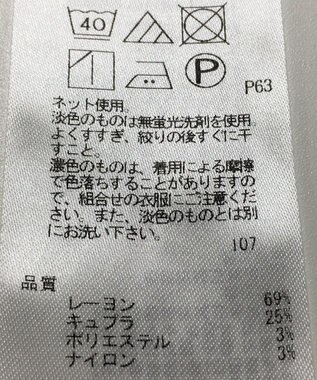 40
P
P63
ネット使用。
淡色のものは無蛍光洗剤を使用。
よくすすぎ、絞りの後すぐに干
すこと。
濃色のものは、着用による摩擦
で色落ちすることがありますの
で、組合せの衣服にご注意くだ
さい。また、淡色のものとは別
にお洗い下さい。
107
品質
レーヨン 69%
キュプラ 25%
ポリエステル 3%
ナイロン 3%